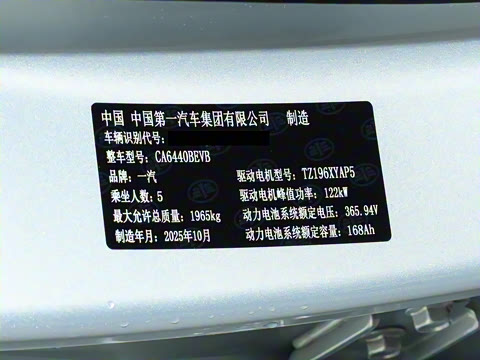 中国 中国第一汽车集团有限公司 制造
车辆识别代号:
整车型号: CA6440BEVB
品牌: 一汽 驱动电机型号: TZ196XYAP5
乘坐人数: 5 驱动电机峰值功率: 122kW
最大允许总质量: 1965kg 动力电池系统额定电压: 365.94V
制造年月: 2025年10月 动力电池系统额定容量: 168Ah